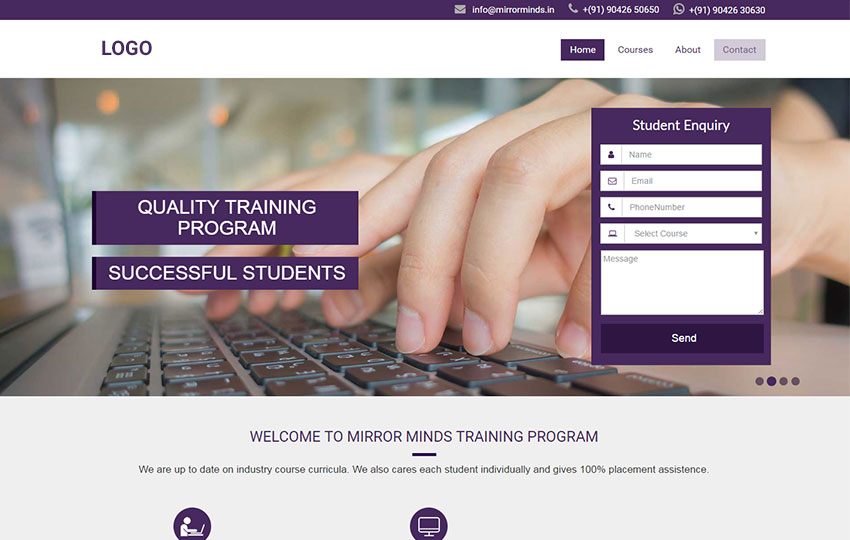 info@mirrorminds.in +(91) 90426 50650 +(91) 90426 30630
LOGO
Home Courses About Contact
QUALITY TRAINING
PROGRAM
SUCCESSFUL STUDENTS
Student Enquiry
Name
Email
PhoneNumber
Select Course
Message
Send
WELCOME TO MIRROR MINDS TRAINING PROGRAM
We are up to date on industry course curricula. We also cares each student individually and gives 100% placement assistence.